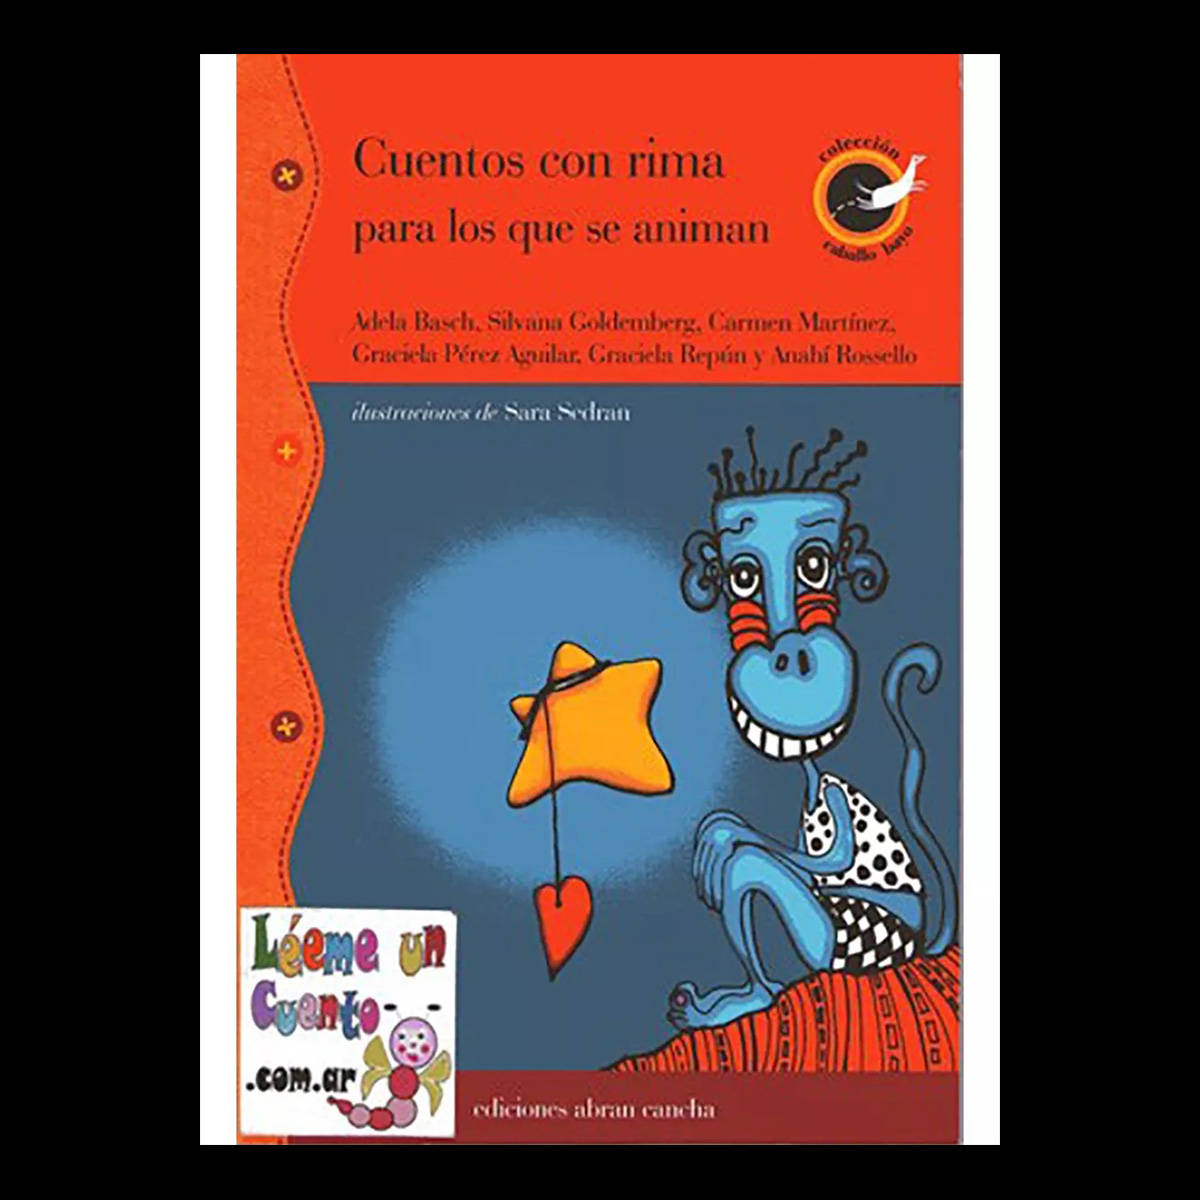 Cuentos con rima
para los que se animan
colección
caballo bayo
Adela Basch, Silvana Goldemberg, Carmen Martínez,
Graciela Pérez Aguilar, Graciela Repún y Anahí Rossello
ilustraciones de Sara Sedran
Léeme un
Cuento
.com.ar
ediciones abran cancha